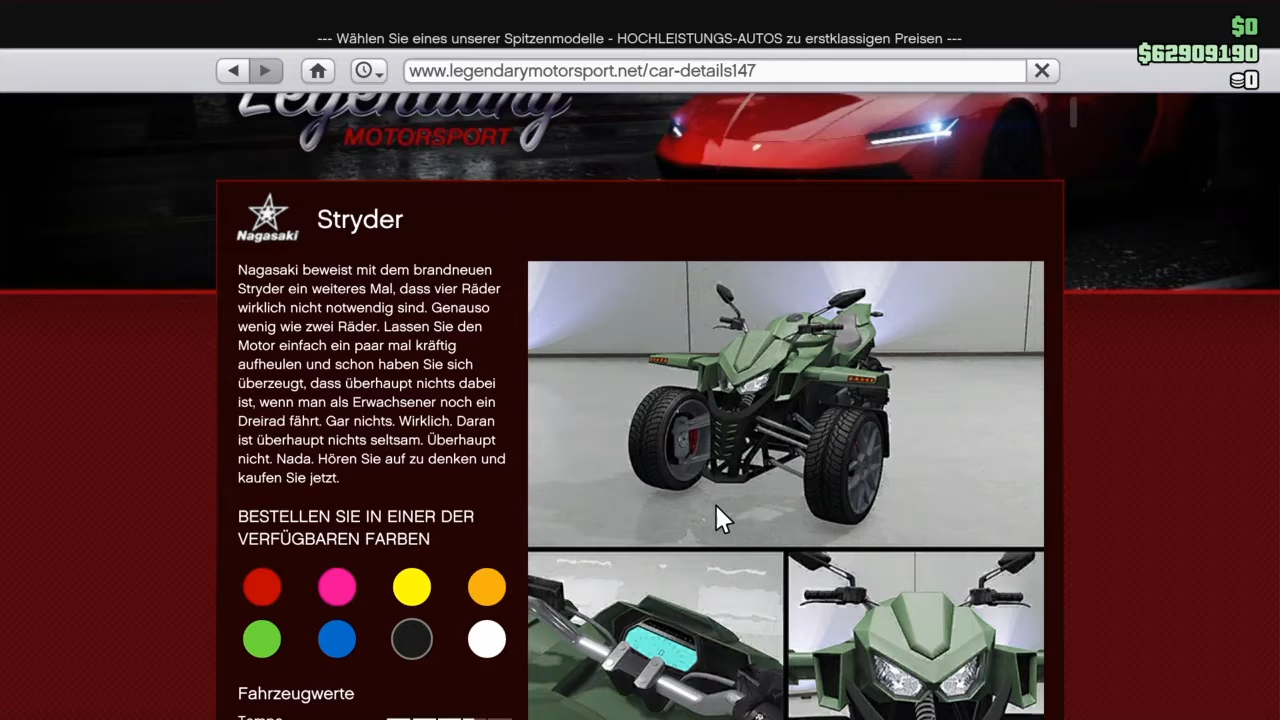 --- Wählen Sie eines unserer Spitzenmodelle - HOCHLEISTUNGS-AUTOS zu erstklassigen Preisen ---
$0
$62909190
0
www.legendarymotorsport.net/car-details147
Legendary
MOTORSPORT
Nagasaki
Stryder
Nagasaki beweist mit dem brandneuen
Stryder ein weiteres Mal, dass vier Räder
wirklich nicht notwendig sind. Genauso
wenig wie zwei Räder. Lassen Sie den
Motor einfach ein paar mal kräftig
aufheulen und schon haben Sie sich
überzeugt, dass überhaupt nichts dabei
ist, wenn man als Erwachsener noch ein
Dreirad fährt. Gar nichts. Wirklich. Daran
ist überhaupt nichts seltsam. Überhaupt
nicht. Nada. Hören Sie auf zu denken und
kaufen Sie jetzt.
BESTELLEN SIE IN EINER DER
VERFÜGBAREN FARBEN
Fahrzeugwerte
Tempo